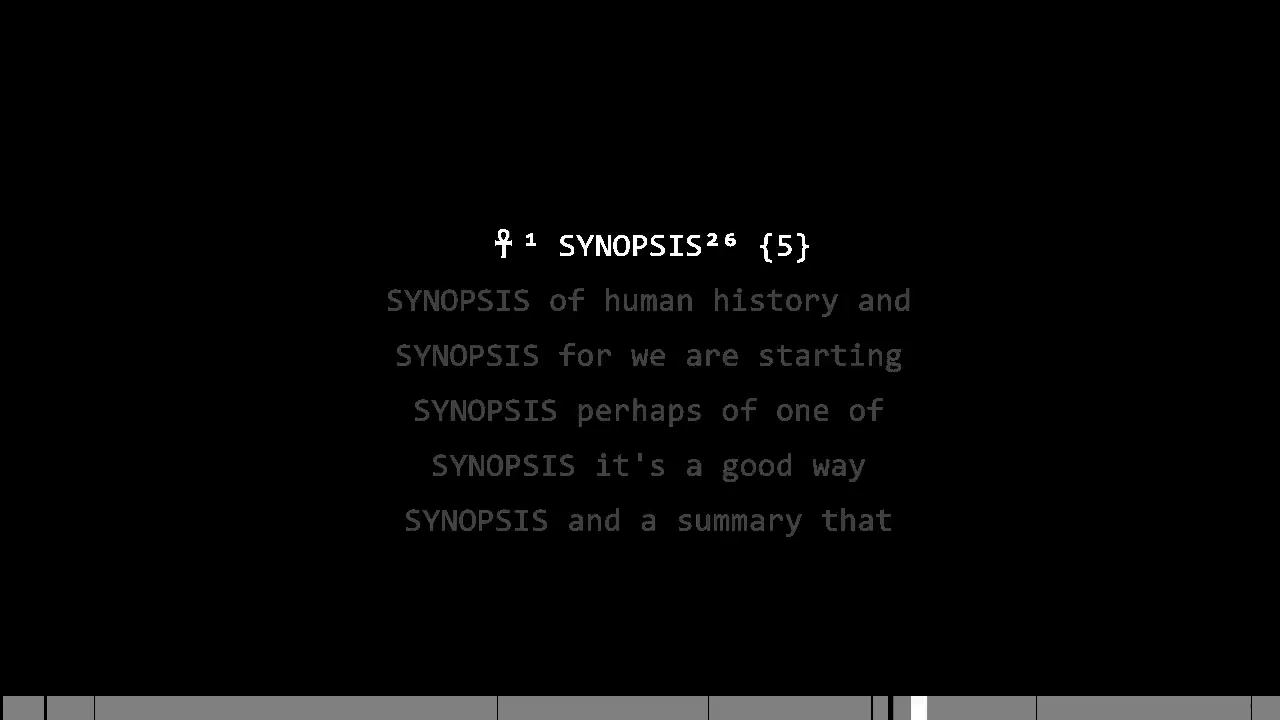 ☥¹ SYNOPSIS²⁶ {5}
SYNOPSIS of human history and
SYNOPSIS for we are starting
SYNOPSIS perhaps of one of
SYNOPSIS it's a good way
SYNOPSIS and a summary that